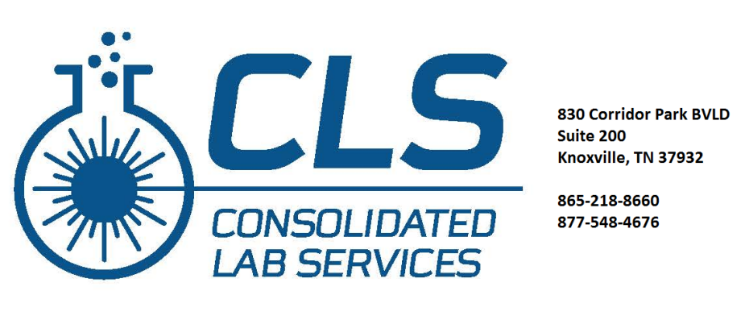 CLS
CONSOLIDATED
LAB SERVICES
830 Corridor Park BVLD
Suite 200
Knoxville, TN 37932
865-218-8660
877-548-4676